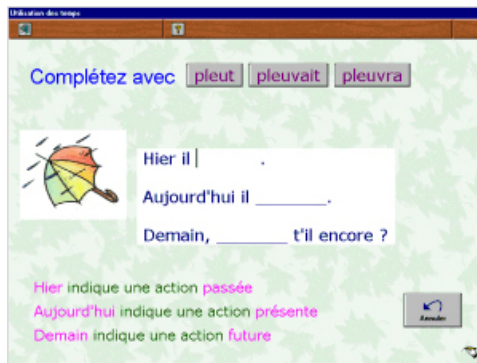 Utilisation des temps
Complétez avec pleut pleuvait pleuvra
Hier il .
Aujourd'hui il ________.
Demain, ________ t'il encore ?
Hier indique une action passée
Aujourd'hui indique une action présente
Demain indique une action future
Annuler